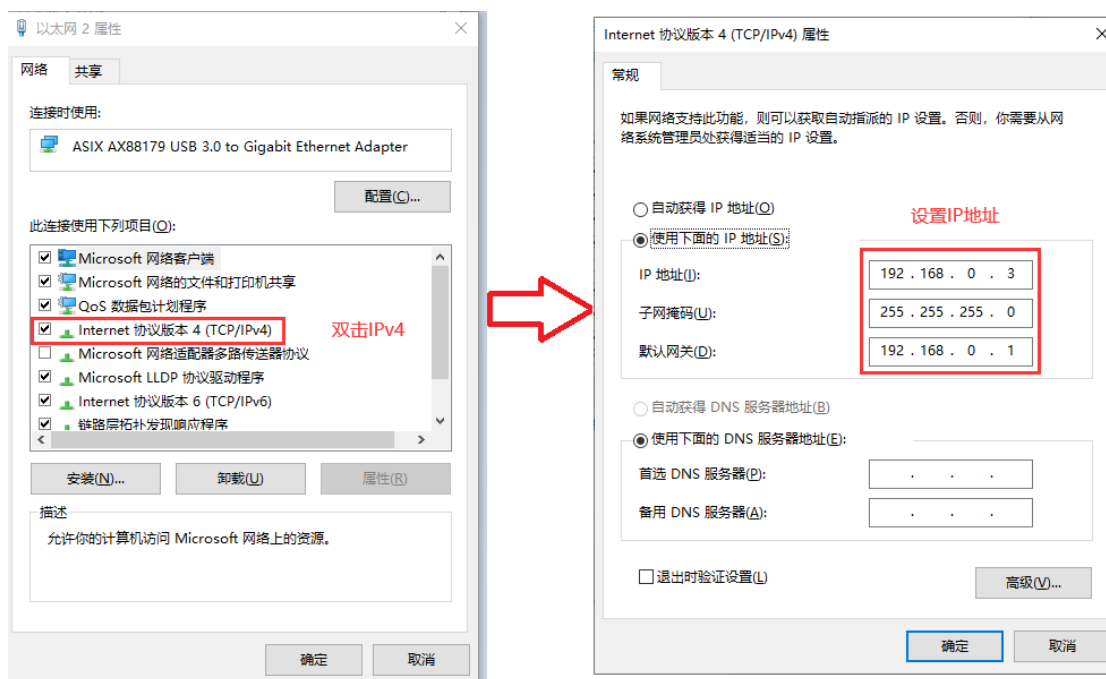 以太网 2 属性
网络
共享
连接时使用:
ASIX AX88179 USB 3.0 to Gigabit Ethernet Adapter
配置(C)...
此连接使用下列项目(O):
Microsoft 网络客户端
Microsoft 网络的文件和打印机共享
QoS 数据包计划程序
Internet 协议版本 4 (TCP/IPv4)
双击IPv4
Microsoft 网络适配器多路传送器协议
Microsoft LLDP 协议驱动程序
Internet 协议版本 6 (TCP/IPv6)
链路层拓扑发现响应程序
安装(N)...
卸载(U)
属性(R)
描述
允许你的计算机访问 Microsoft 网络上的资源。
确定
取消
Internet 协议版本 4 (TCP/IPv4) 属性
常规
如果网络支持此功能，则可以获取自动指派的 IP 设置。否则，你需要从网
络系统管理员处获得适当的 IP 设置。
自动获得 IP 地址(O)
设置IP地址
使用下面的 IP 地址(S):
IP 地址(I):
192 . 168 . 0 . 3
子网掩码(U):
255 . 255 . 255 . 0
默认网关(D):
192 . 168 . 0 . 1
自动获得 DNS 服务器地址(B)
使用下面的 DNS 服务器地址(E):
首选 DNS 服务器(P):
. . .
备用 DNS 服务器(A):
. . .
退出时验证设置(L)
高级(V)...
确定
取消